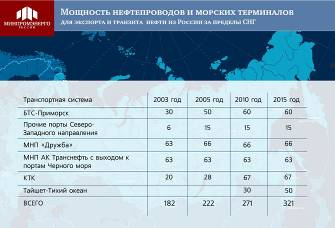 МИНПРОМЭНЕРГО
РОССИИ
Мощность нефтепроводов и морских терминалов
для экспорта и транзита нефти из России за пределы СНГ
Транспортная система 2003 год 2005 год 2010 год 2015 год
БТС-Приморск 30 50 60 60
Прочие порты Северо-
Западного направления 6 15 15 15
МНП «Дружба» 63 66 66 66
МНП АК Транснефть с выходом к
портам Черного моря 63 63 63 63
КТК 20 28 67 67
Тайшет-Тихий океан 30 50
ВСЕГО 182 222 271 321